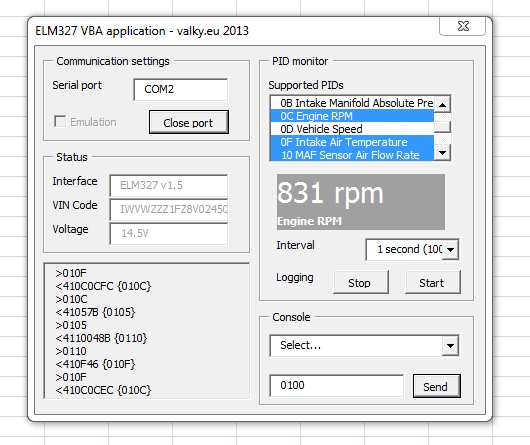 ELM327 VBA application - valky.eu 2013
Communication settings
Serial port
COM2
Emulation
Close port
Status
Interface
ELM327 v1.5
VIN Code
Voltage
14.5V
>010F
<410C0CFC {010C}
>010C
<41057B {0105}
>0105
<4110048B {0110}
>0110
<410F46 {010F}
>010F
<410C0CEC {010C}
PID monitor
Supported PIDs
0B Intake Manifold Absolute Pre
0C Engine RPM
0D Vehicle Speed
0F Intake Air Temperature
10 MAF Sensor Air Flow Rate
831 rpm
Engine RPM
Interval
1 second (100
Logging
Stop
Start
Console
Select...
0100
Send